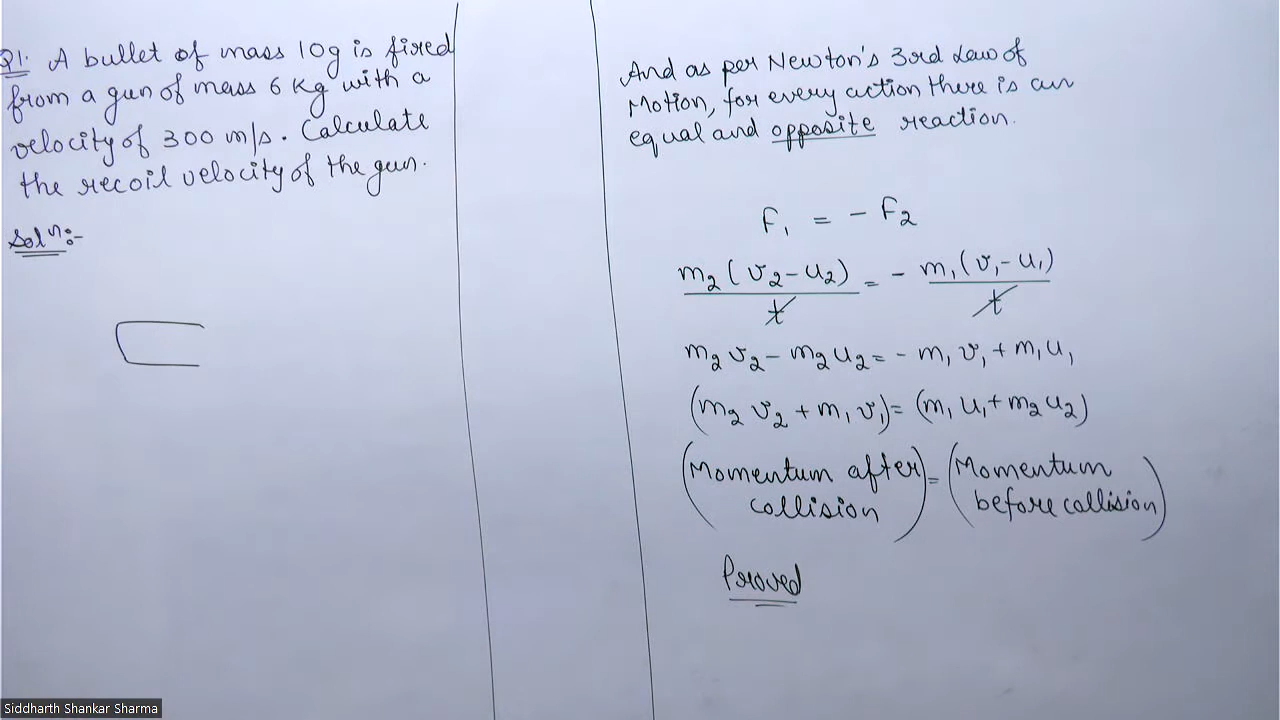 Q1. A bullet of mass 10g is fired
from a gun of mass 6 Kg with a
velocity of 300 m/s. Calculate
the recoil velocity of the gun.
Solⁿ:-
And as per Newton's 3rd Law of
Motion, for every action there is an
equal and opposite reaction.
F₁ = - F₂
m₂(v₂-u₂)/t = - m₁(v₁-u₁)/t
m₂v₂ - m₂u₂ = - m₁v₁ + m₁u₁
(m₂v₂ + m₁v₁) = (m₁u₁ + m₂u₂)
(Momentum after collision) = (Momentum before collision)
Proved
Siddharth Shankar Sharma